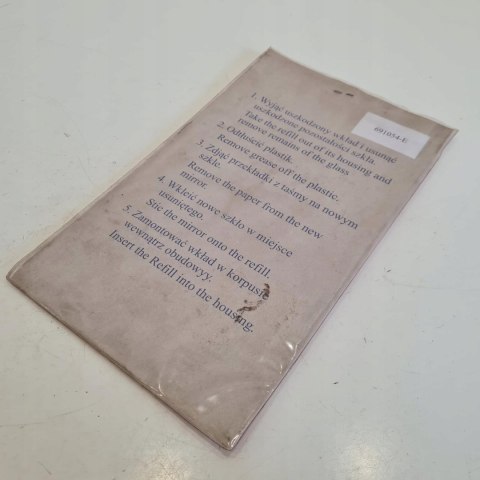 691054-E
1. Wyjąć uszkodzony wkład i usunąć
uszkodzone pozostałości szkła.
Take the refill out of its housing and
remove remains of the glass
2. Odtłuścić plastik.
Remove grease off the plastic.
3. Zdjąć przekładki z taśmy na nowym
szkle.
Remove the paper from the new
mirror.
4. Wkleić nowe szkło w miejsce
usuniętego.
Stic the mirror onto the refill.
5. Zamontować wkład w korpusie
wewnątrz obudowyy.
Insert the Refill into the housing.